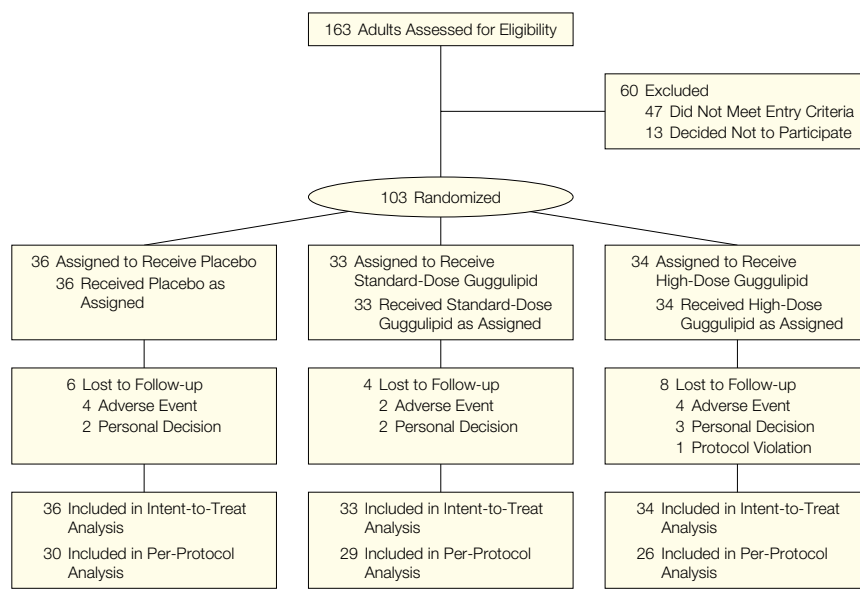 163 Adults Assessed for Eligibility
60 Excluded
47 Did Not Meet Entry Criteria
13 Decided Not to Participate
103 Randomized
36 Assigned to Receive Placebo
36 Received Placebo as
Assigned
33 Assigned to Receive
Standard-Dose Guggulipid
33 Received Standard-Dose
Guggulipid as Assigned
34 Assigned to Receive
High-Dose Guggulipid
34 Received High-Dose
Guggulipid as Assigned
6 Lost to Follow-up
4 Adverse Event
2 Personal Decision
4 Lost to Follow-up
2 Adverse Event
2 Personal Decision
8 Lost to Follow-up
4 Adverse Event
3 Personal Decision
1 Protocol Violation
36 Included in Intent-to-Treat
Analysis
30 Included in Per-Protocol
Analysis
33 Included in Intent-to-Treat
Analysis
29 Included in Per-Protocol
Analysis
34 Included in Intent-to-Treat
Analysis
26 Included in Per-Protocol
Analysis